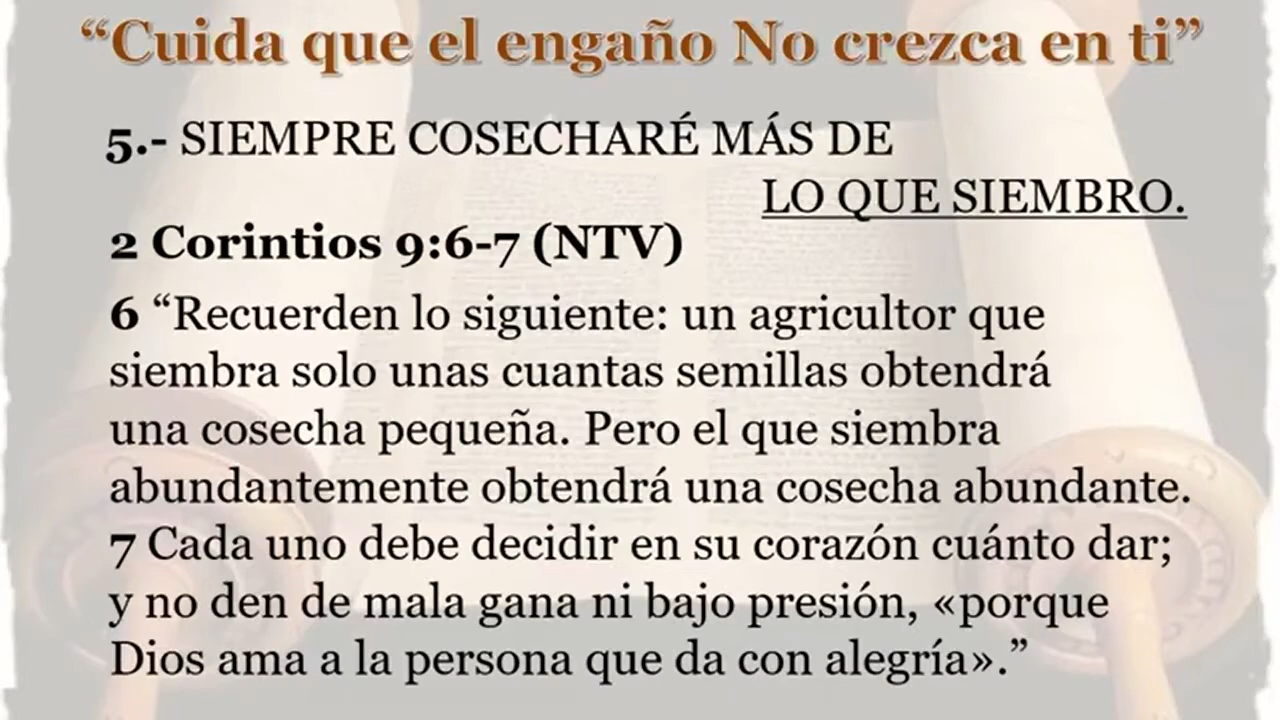 “Cuida que el engaño No crezca en ti”
5.- SIEMPRE COSECHARÉ MÁS DE
LO QUE SIEMBRO.
2 Corintios 9:6-7 (NTV)
6 “Recuerden lo siguiente: un agricultor que
siembra solo unas cuantas semillas obtendrá
una cosecha pequeña. Pero el que siembra
abundantemente obtendrá una cosecha abundante.
7 Cada uno debe decidir en su corazón cuánto dar;
y no den de mala gana ni bajo presión, «porque
Dios ama a la persona que da con alegría».”